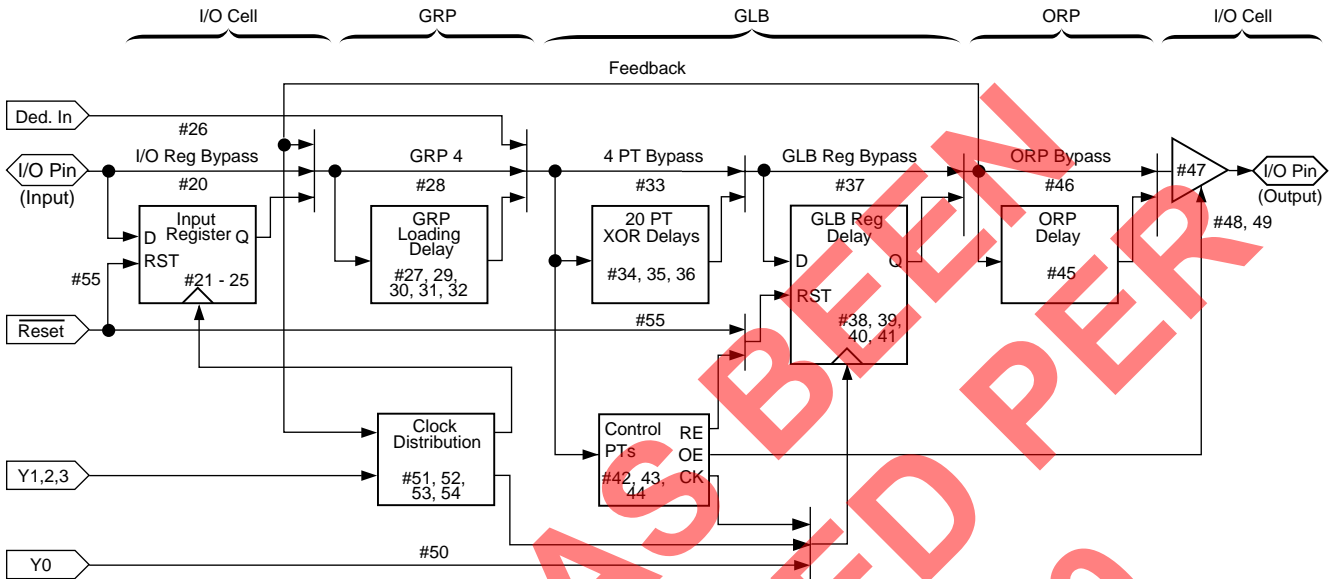 I/O Cell GRP GLB ORP I/O Cell
Feedback
Ded. In
#26
I/O Pin
(Input)
I/O Reg Bypass
#20
GRP 4
#28
4 PT Bypass
#33
GLB Reg Bypass
#37
ORP Bypass
#46
#47
I/O Pin
(Output)
#48, 49
Input
Register
D Q
RST
#21 - 25
#55
GRP
Loading
Delay
#27, 29,
30, 31, 32
20 PT
XOR Delays
#34, 35, 36
GLB Reg
Delay
D Q
RST
#38, 39,
40, 41
ORP
Delay
#45
Reset
#55
Clock
Distribution
#51, 52,
53, 54
Control
PTs
RE
OE
CK
#42, 43,
44
Y1,2,3
Y0
#50
AS BEEN
ED PER